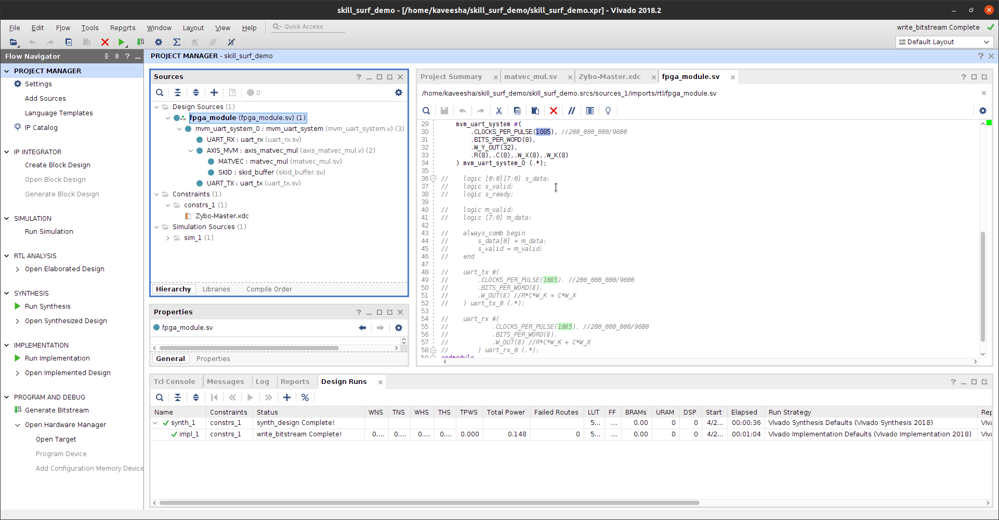 skill_surf_demo - [/home/kaveesha/skill_surf_demo/skill_surf_demo.xpr] - Vivado 2018.2
File Edit Flow Tools Reports Window Layout View Help Quick Access
write_bitstream Complete
Default Layout
Flow Navigator
PROJECT MANAGER
Settings
Add Sources
Language Templates
IP Catalog
IP INTEGRATOR
Create Block Design
Open Block Design
Generate Block Design
SIMULATION
Run Simulation
RTL ANALYSIS
Open Elaborated Design
SYNTHESIS
Run Synthesis
Open Synthesized Design
IMPLEMENTATION
Run Implementation
Open Implemented Design
PROGRAM AND DEBUG
Generate Bitstream
Open Hardware Manager
Open Target
Program Device
Add Configuration Memory Device
PROJECT MANAGER - skill_surf_demo
Sources
0
Design Sources (1)
fpga_module (fpga_module.sv) (1)
mvm_uart_system_0 : mvm_uart_system (mvm_uart_system.v) (3)
UART_RX : uart_rx (uart_rx.sv)
AXIS_MVM : axis_matvec_mul (axis_matvec_mul.v) (2)
MATVEC : matvec_mul (matvec_mul.sv)
SKID : skid_buffer (skid_buffer.sv)
UART_TX : uart_tx (uart_tx.sv)
Constraints (1)
constrs_1 (1)
Zybo-Master.xdc
Simulation Sources (1)
sim_1 (1)
Hierarchy Libraries Compile Order
Properties
fpga_module.sv
General Properties
Project Summary matvec_mul.sv Zybo-Master.xdc fpga_module.sv
/home/kaveesha/skill_surf_demo/skill_surf_demo.srcs/sources_1/imports/rtl/fpga_module.sv
29 mvm_uart_system #(
30 .CLOCKS_PER_PULSE(1085), //200_000_000/9600
31 .BITS_PER_WORD(8),
32 .W_Y_OUT(32),
33 .R(8),.C(8),.W_X(8),.W_K(8)
34 ) mvm_uart_system_0 (.*);
35
36 // logic [0:0][7:0] s_data;
37 // logic s_valid;
38 // logic s_ready;
39
40 // logic m_valid;
41 // logic [7:0] m_data;
42
43 // always_comb begin
44 // s_data[0] = m_data;
45 // s_valid = m_valid;
46 // end
47
48 // uart_tx #(
49 // .CLOCKS_PER_PULSE(1085), //200_000_000/9600
50 // .BITS_PER_WORD(8),
51 // .W_OUT(8) //R*C*W_K + C*W_X
52 // ) uart_tx_0 (.*);
53
54 // uart_rx #(
55 // .CLOCKS_PER_PULSE(1085), //200_000_000/9600
56 // .BITS_PER_WORD(8),
57 // .W_OUT(8) //R*C*W_K + C*W_X
58 // ) uart_rx_0 (.*);
59 endmodule
Tcl Console Messages Log Reports Design Runs
Name Constraints Status WNS TNS WHS THS TPWS Total Power Failed Routes LUT FF BRAMs URAM DSP Start Elapsed Run Strategy Rep
synth_1 constrs_1 synth_design Complete! 5... ... 0.00 0 0 4/2... 00:00:36 Vivado Synthesis Defaults (Vivado Synthesis 2018) Viva
impl_1 constrs_1 write_bitstream Complete! 0.... 0.... 0.... 0.... 0.000 0.148 0 5... ... 0.00 0 0 4/2... 00:01:04 Vivado Implementation Defaults (Vivado Implementation 2018) Viva